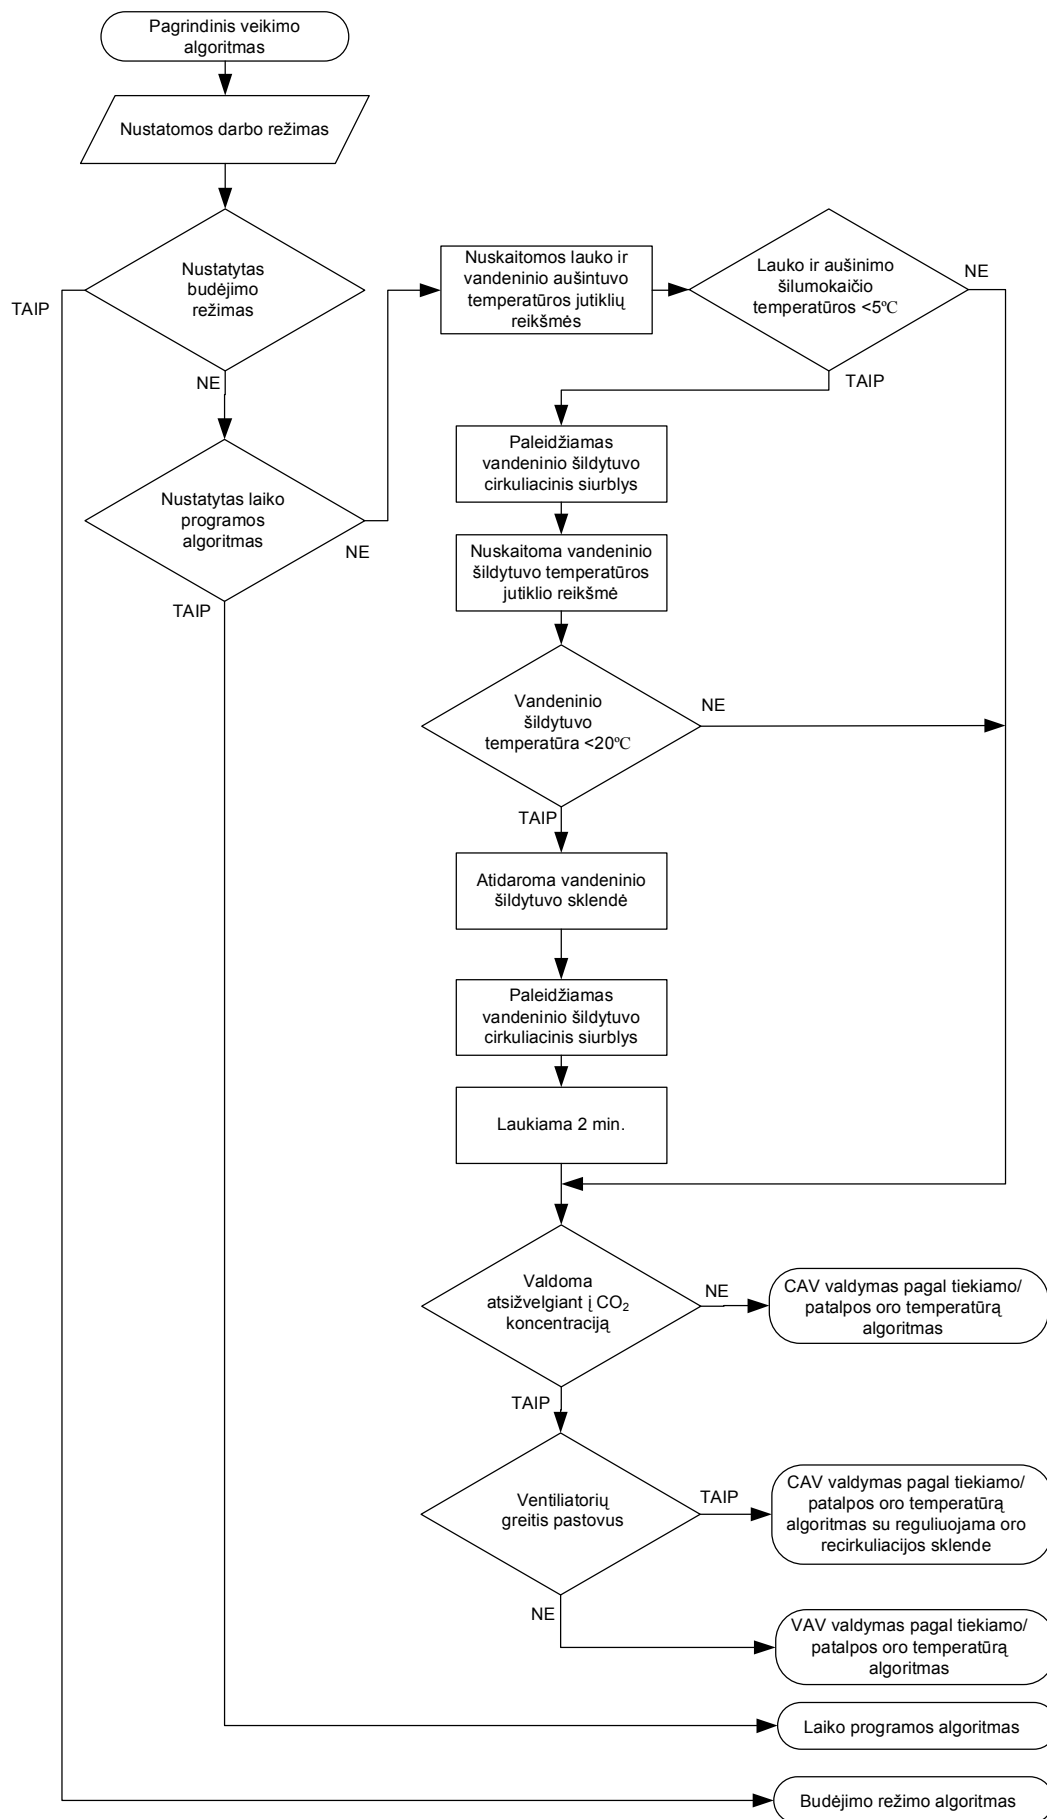 Pagrindinis veikimo
algoritmas
Nustatomos darbo režimas
Nustatytas
budėjimo
režimas
TAIP
NE
Nustatytas laiko
programos
algoritmas
NE
TAIP
Nuskaitomos lauko ir
vandeninio aušintuvo
temperatūros jutiklių
reikšmės
Lauko ir aušinimo
šilumokaičio
temperatūros <5ºC
NE
TAIP
Paleidžiamas
vandeninio šildytuvo
cirkuliacinis siurblys
Nuskaitoma vandeninio
šildytuvo temperatūros
jutiklio reikšmė
Vandeninio
šildytuvo
temperatūra <20ºC
NE
TAIP
Atidaroma vandeninio
šildytuvo sklendė
Paleidžiamas
vandeninio šildytuvo
cirkuliacinis siurblys
Laukiama 2 min.
Valdoma
atsižvelgiant į CO₂
koncentraciją
NE
CAV valdymas pagal tiekiamo/
patalpos oro temperatūrą
algoritmas
TAIP
Ventiliatorių
greitis pastovus
TAIP
CAV valdymas pagal tiekiamo/
patalpos oro temperatūrą
algoritmas su reguliuojama oro
recirkuliacijos sklende
NE
VAV valdymas pagal tiekiamo/
patalpos oro temperatūrą
algoritmas
Laiko programos algoritmas
Budėjimo režimo algoritmas